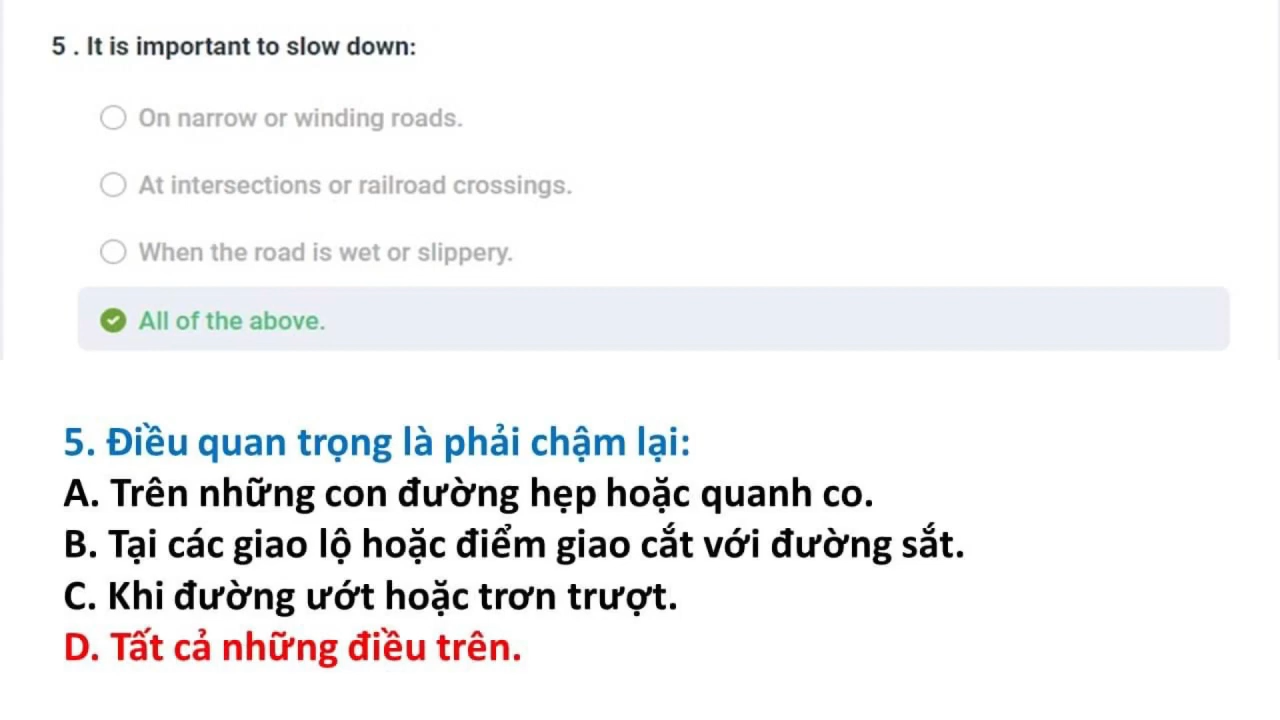 5 . It is important to slow down:
On narrow or winding roads.
At intersections or railroad crossings.
When the road is wet or slippery.
All of the above.
5. Điều quan trọng là phải chậm lại:
A. Trên những con đường hẹp hoặc quanh co.
B. Tại các giao lộ hoặc điểm giao cắt với đường sắt.
C. Khi đường ướt hoặc trơn trượt.
D. Tất cả những điều trên.